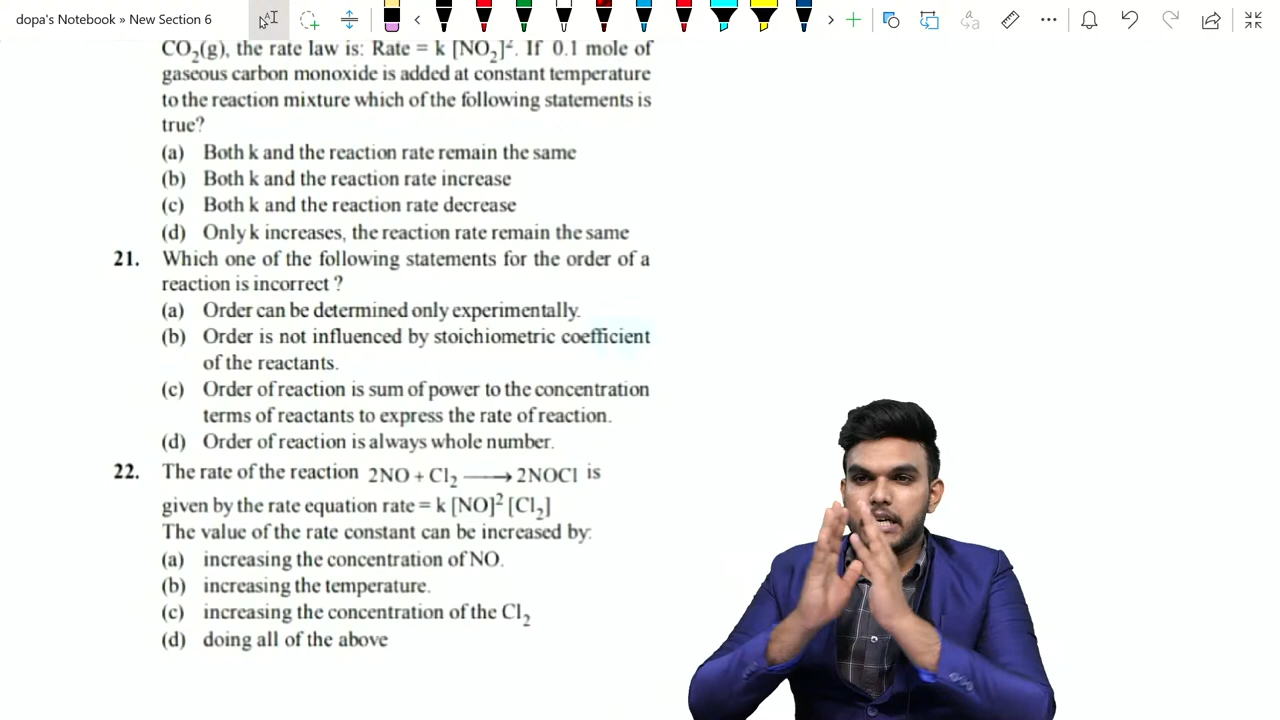 dopa's Notebook » New Section 6
CO₂(g), the rate law is: Rate = k [NO₂]². If 0.1 mole of
gaseous carbon monoxide is added at constant temperature
to the reaction mixture which of the following statements is
true?
(a) Both k and the reaction rate remain the same
(b) Both k and the reaction rate increase
(c) Both k and the reaction rate decrease
(d) Only k increases, the reaction rate remain the same
21. Which one of the following statements for the order of a
reaction is incorrect ?
(a) Order can be determined only experimentally.
(b) Order is not influenced by stoichiometric coefficient
of the reactants.
(c) Order of reaction is sum of power to the concentration
terms of reactants to express the rate of reaction.
(d) Order of reaction is always whole number.
22. The rate of the reaction 2NO + Cl₂ ⟶ 2NOCl is
given by the rate equation rate = k [NO]² [Cl₂]
The value of the rate constant can be increased by:
(a) increasing the concentration of NO.
(b) increasing the temperature.
(c) increasing the concentration of the Cl₂
(d) doing all of the above